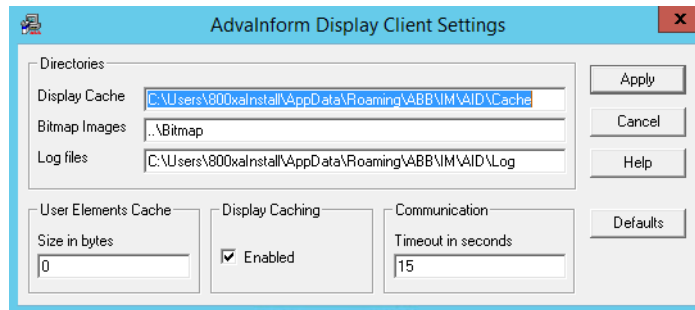 AdvaInform Display Client Settings
x
Directories
Display Cache
C:\Users\800xaInstall\AppData\Roaming\ABB\IM\AID\Cache
Bitmap Images
..\Bitmap
Log files
C:\Users\800xaInstall\AppData\Roaming\ABB\IM\AID\Log
Apply
Cancel
Help
Defaults
User Elements Cache
Size in bytes
0
Display Caching
Enabled
Communication
Timeout in seconds
15